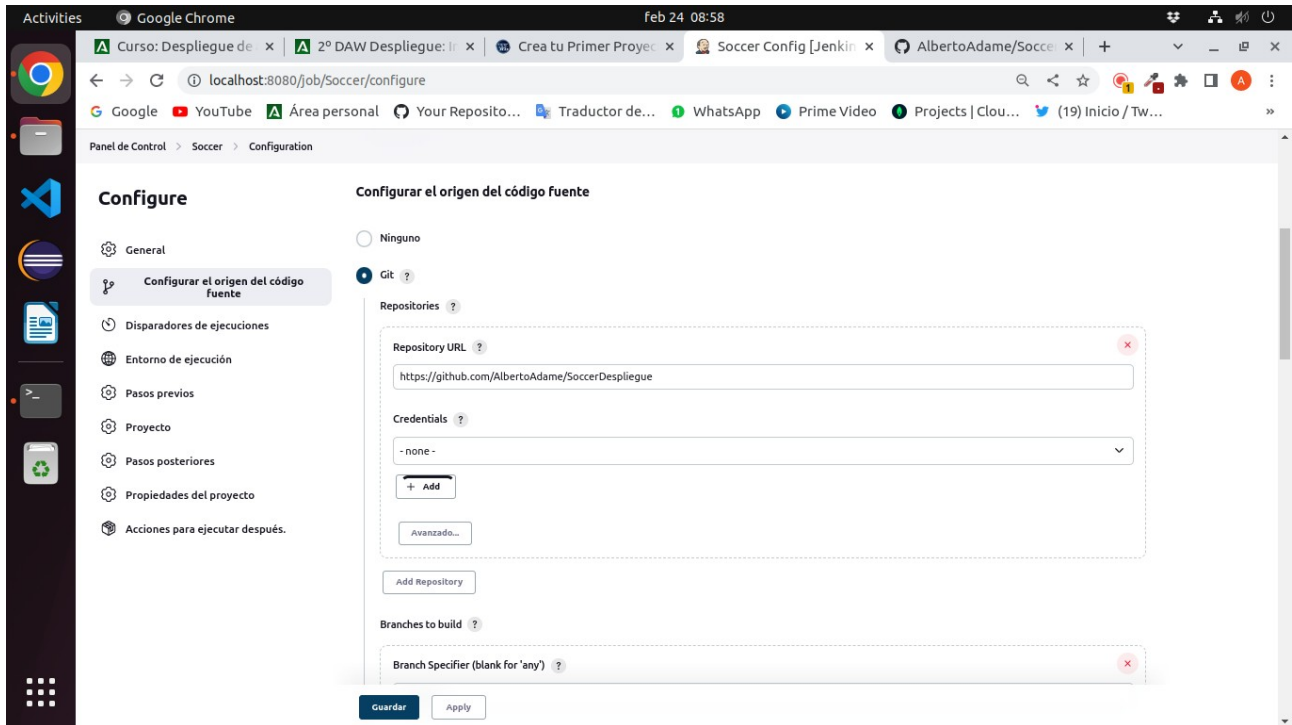 Activities
Google Chrome
feb 24 08:58
Curso: Despliegue de
2º DAW Despliegue: I
Crea tu Primer Proyec
Soccer Config [Jenkin
AlbertoAdame/Soccer
localhost:8080/job/Soccer/configure
A
Google
YouTube
Área personal
Your Reposito...
Traductor de...
WhatsApp
Prime Video
Projects | Clou...
(19) Inicio / Tw...
»
Panel de Control > Soccer > Configuration
Configure
General
Configurar el origen del código
fuente
Disparadores de ejecuciones
Entorno de ejecución
Pasos previos
Proyecto
Pasos posteriores
Propiedades del proyecto
Acciones para ejecutar después.
Configurar el origen del código fuente
Ninguno
Git ?
Repositories ?
Repository URL ?
https://github.com/AlbertoAdame/SoccerDespliegue
Credentials ?
- none -
+ Add
Avanzado...
Add Repository
Branches to build ?
Branch Specifier (blank for 'any') ?
Guardar
Apply